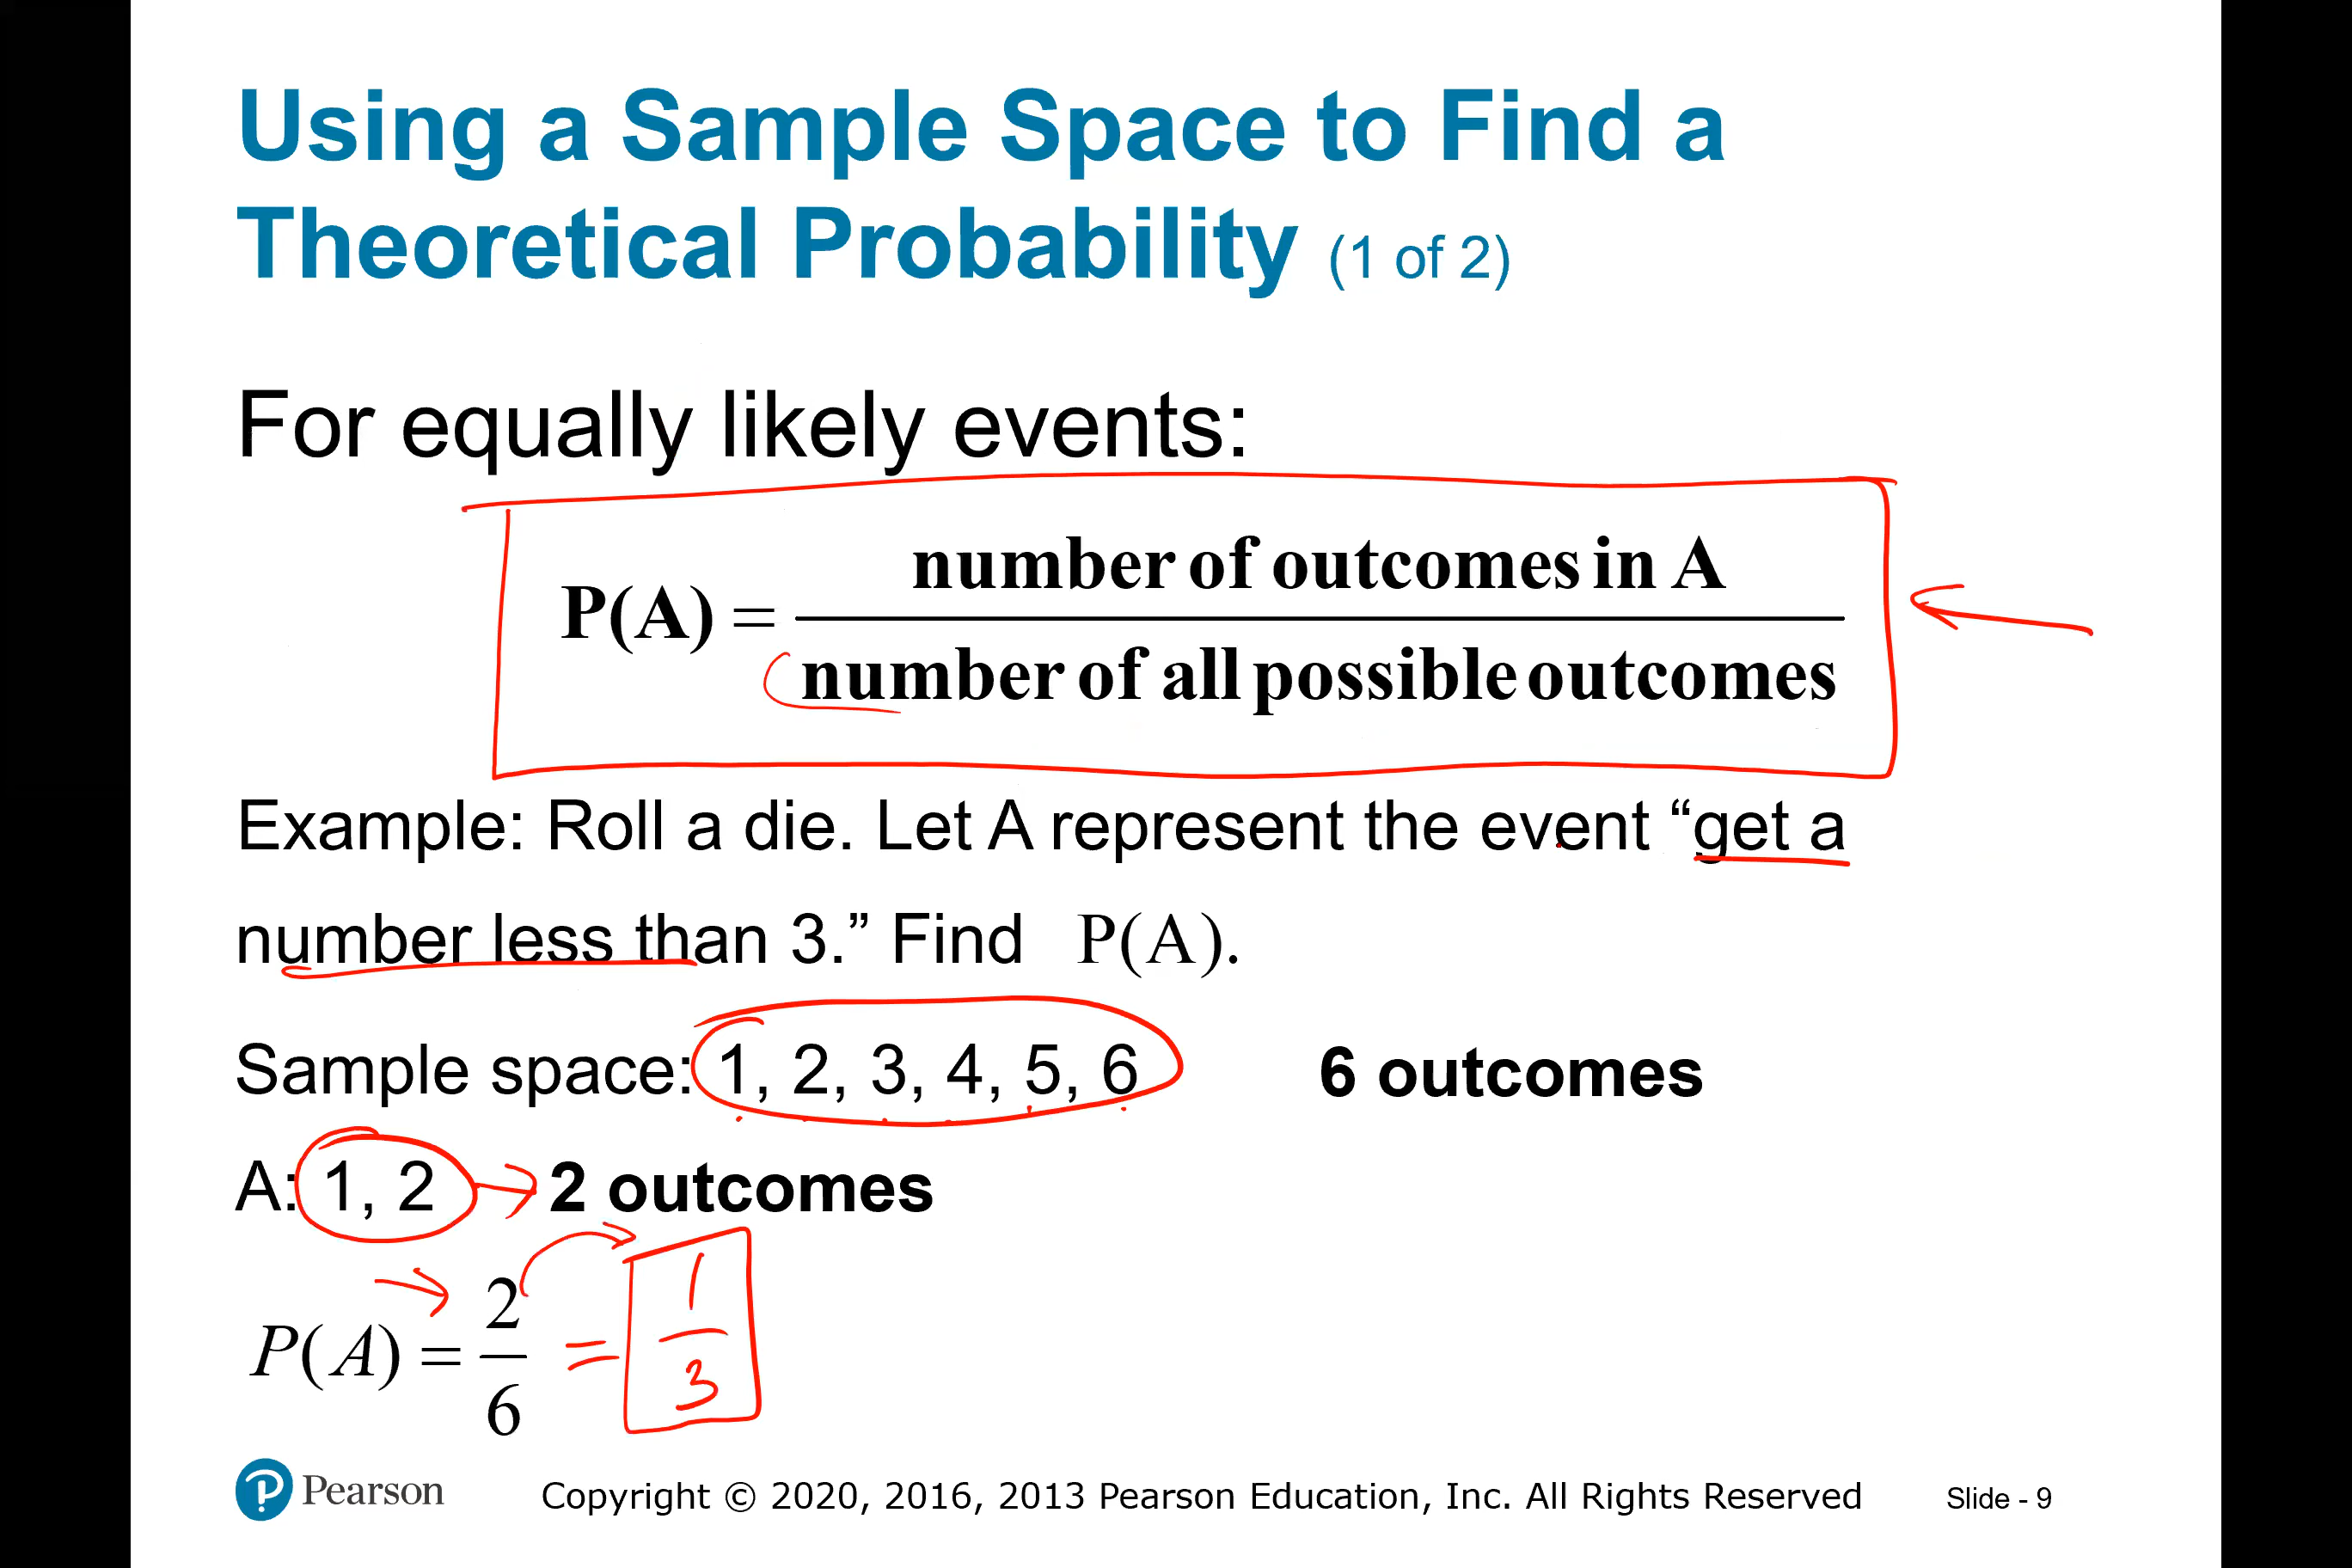 Using a Sample Space to Find a
Theoretical Probability (1 of 2)
For equally likely events:
P(A) = number of outcomes in A / number of all possible outcomes
Example: Roll a die. Let A represent the event “get a
number less than 3.” Find P(A).
Sample space: 1, 2, 3, 4, 5, 6 6 outcomes
A: 1, 2 → 2 outcomes
P(A) = 2/6 = 1/3
Pearson Copyright © 2020, 2016, 2013 Pearson Education, Inc. All Rights Reserved Slide - 9